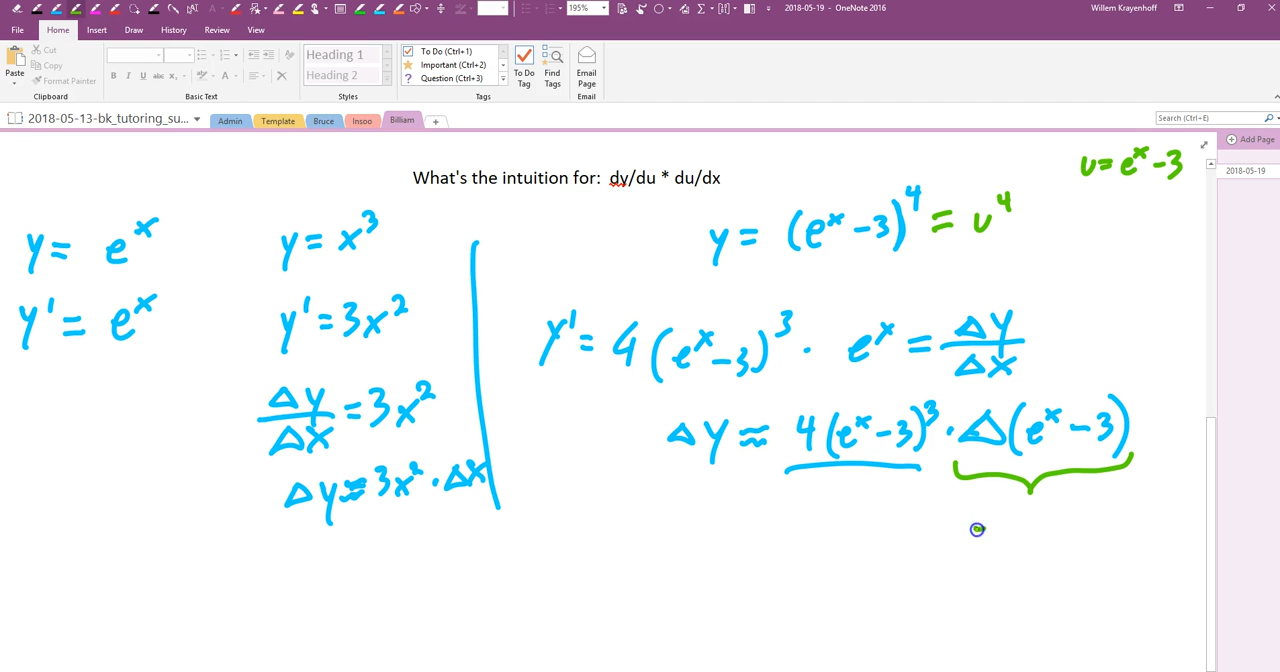 195%
2018-05-19 - OneNote 2016
Willem Krayenhoff
File Home Insert Draw History Review View
Paste
Cut
Copy
Format Painter
Clipboard
B I U abc x₂ A
Basic Text
Heading 1
Heading 2
Styles
To Do (Ctrl+1)
Important (Ctrl+2)
Question (Ctrl+3)
To Do Tag
Find Tags
Tags
Email Page
Email
2018-05-13-bk_tutoring_su...
Admin Template Bruce Insoo Billiam +
Search (Ctrl+E)
Add Page
2018-05-19
What's the intuition for: dy/du * du/dx
u = e^x - 3
y = e^x
y' = e^x
y = x^3
y' = 3x^2
Δy/Δx = 3x^2
Δy ≈ 3x^2 · Δx
y = (e^x - 3)^4 = u^4
y' = 4(e^x - 3)^3 · e^x = Δy/Δx
Δy ≈ 4(e^x - 3)^3 · Δ(e^x - 3)